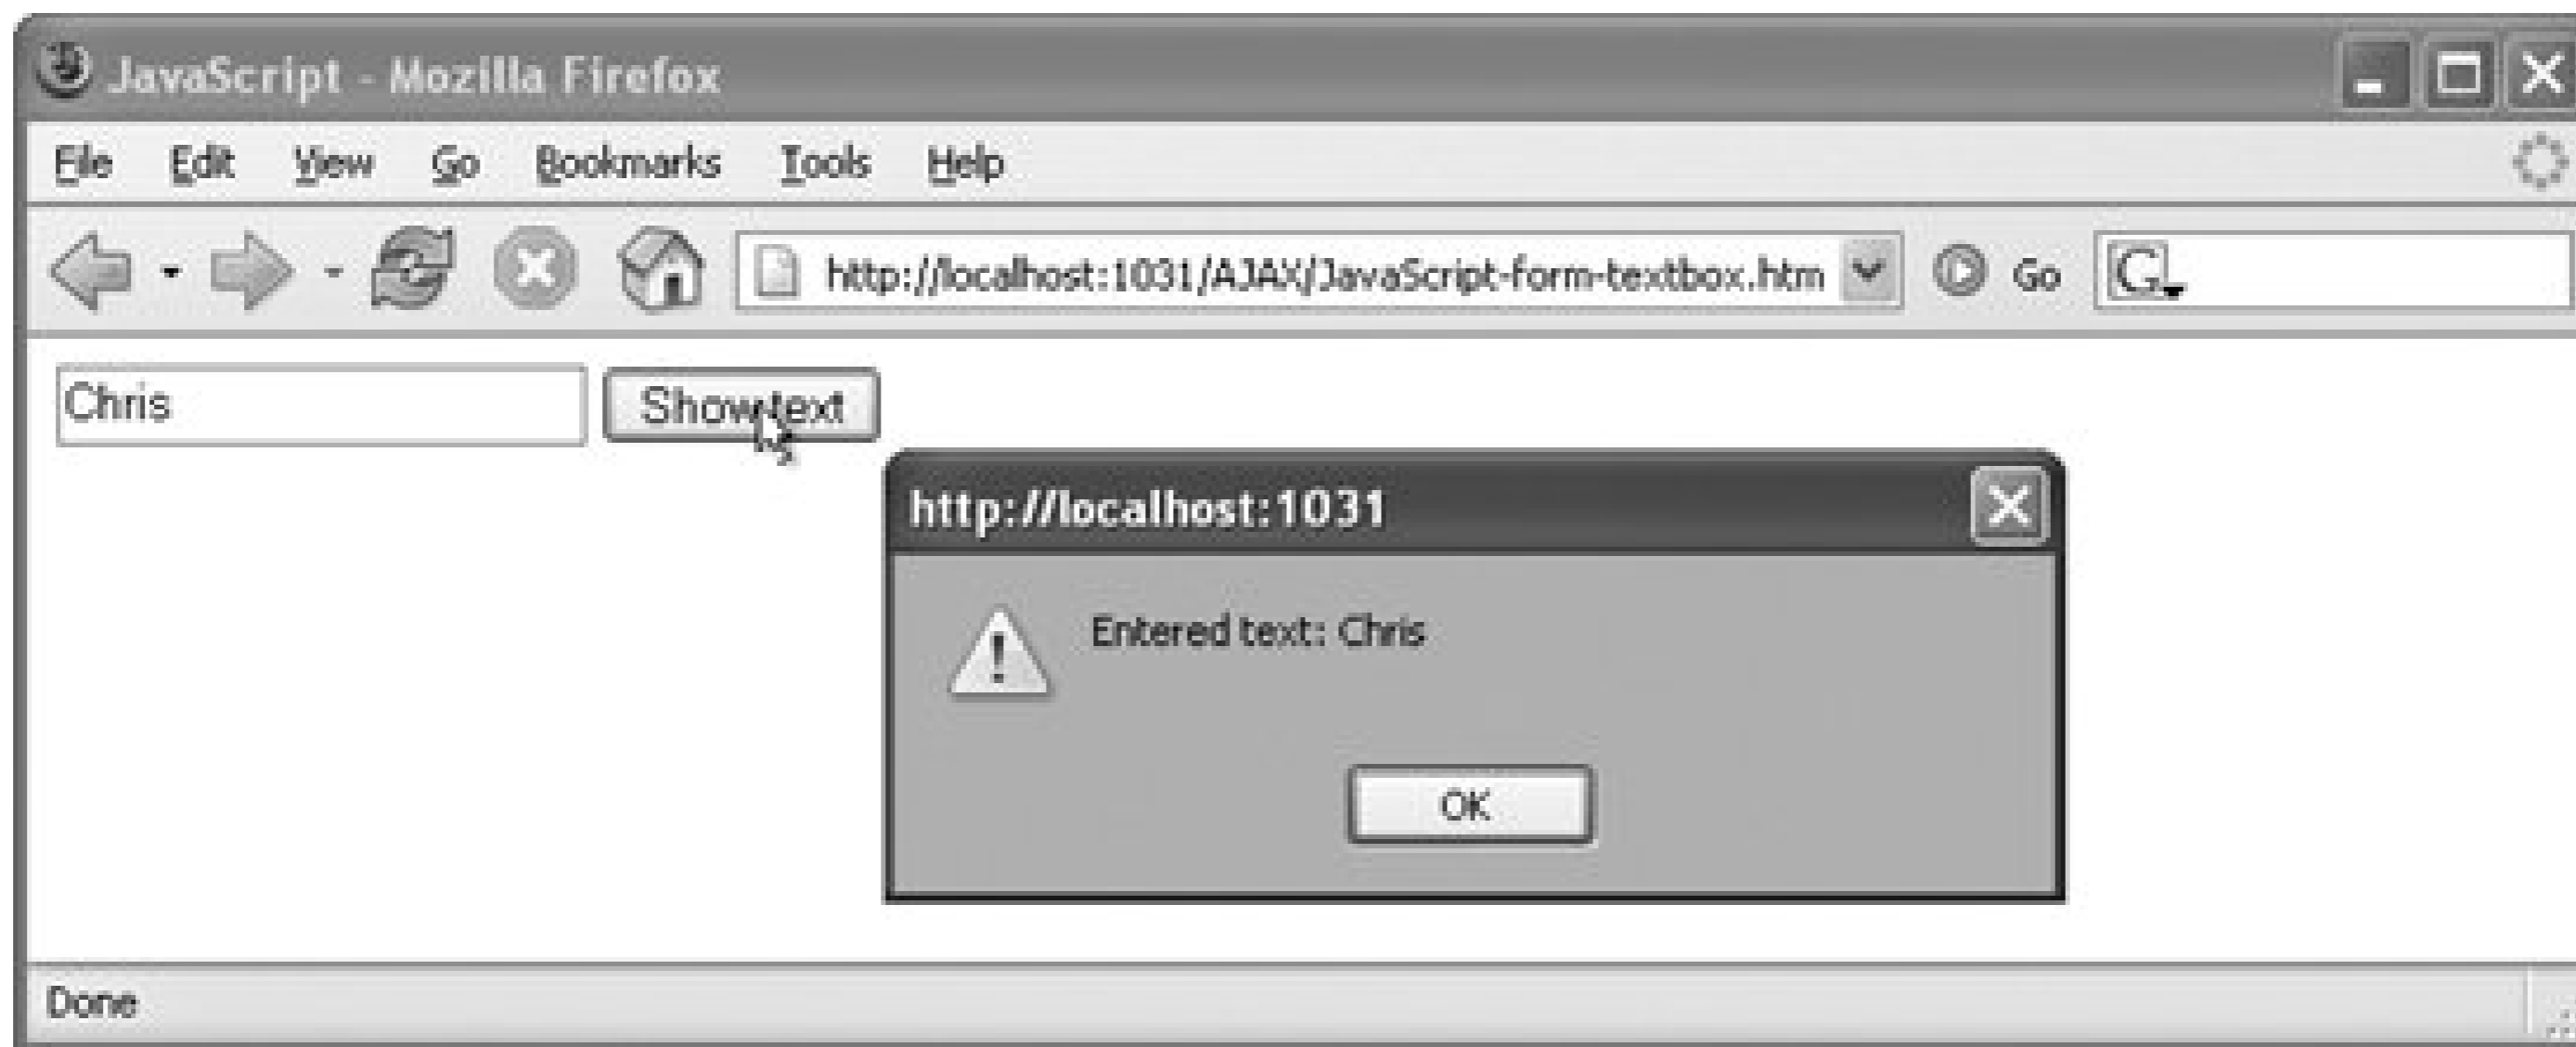 JavaScript - Mozilla Firefox
File Edit View Go Bookmarks Tools Help
http://localhost:1031/AJAX/JavaScript-form-textbox.htm Go G
Chris Show text
http://localhost:1031
Entered text: Chris
OK
Done